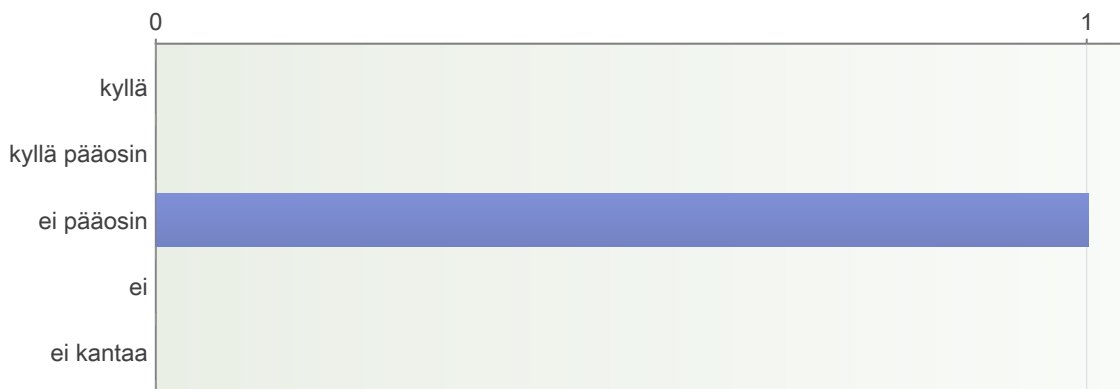 0 1
kyllä
kyllä pääosin
ei pääosin
ei
ei kantaa